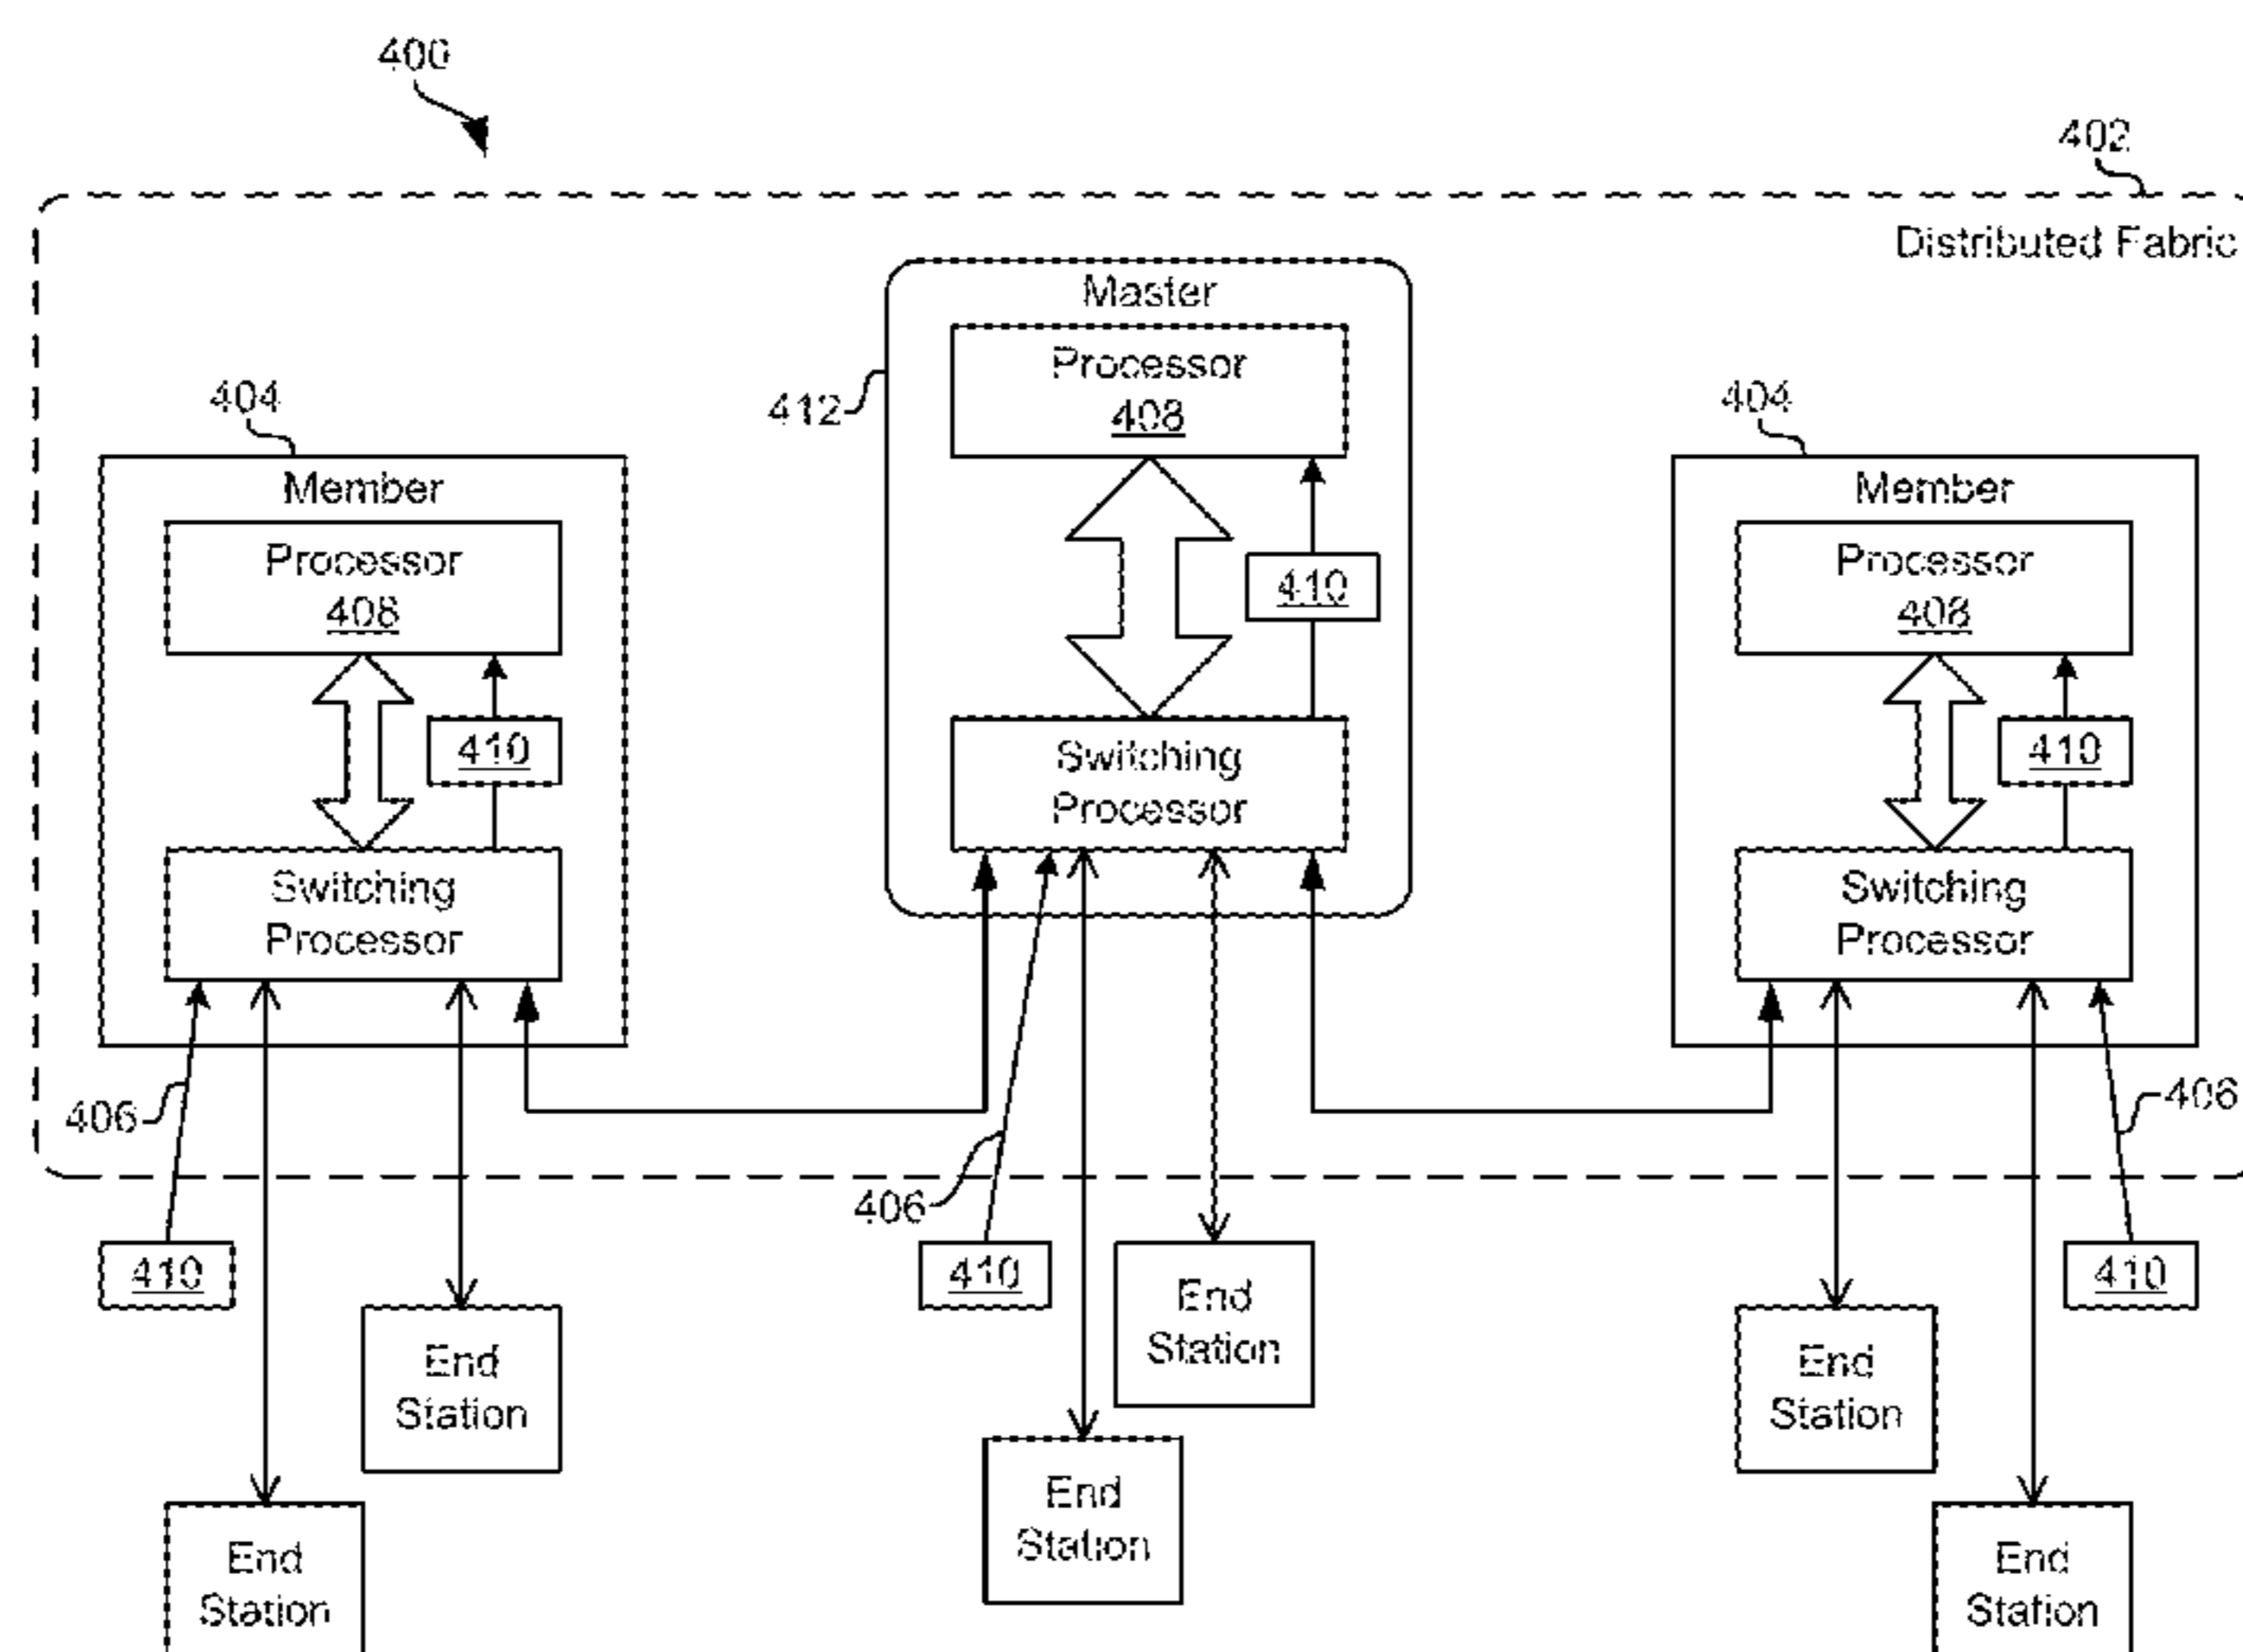 400
402
Distributed Fabric
Master
Processor
408
412
404
Member
Processor
408
410
Switching
Processor
410
Switching
Processor
404
Member
Processor
408
410
Switching
Processor
406
406
406
410
End
Station
End
Station
410
End
Station
End
Station
End
Station
410
End
Station